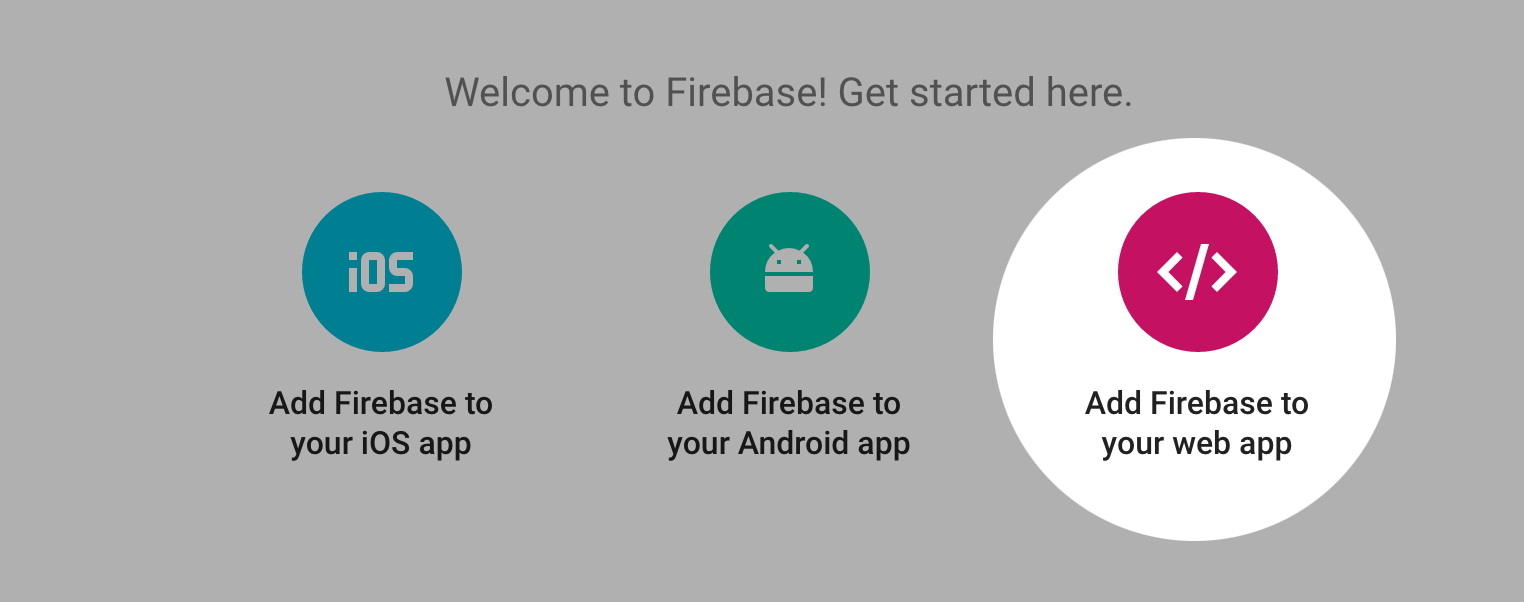 Welcome to Firebase! Get started here.
iOS
</>
Add Firebase to
your iOS app
Add Firebase to
your Android app
Add Firebase to
your web app